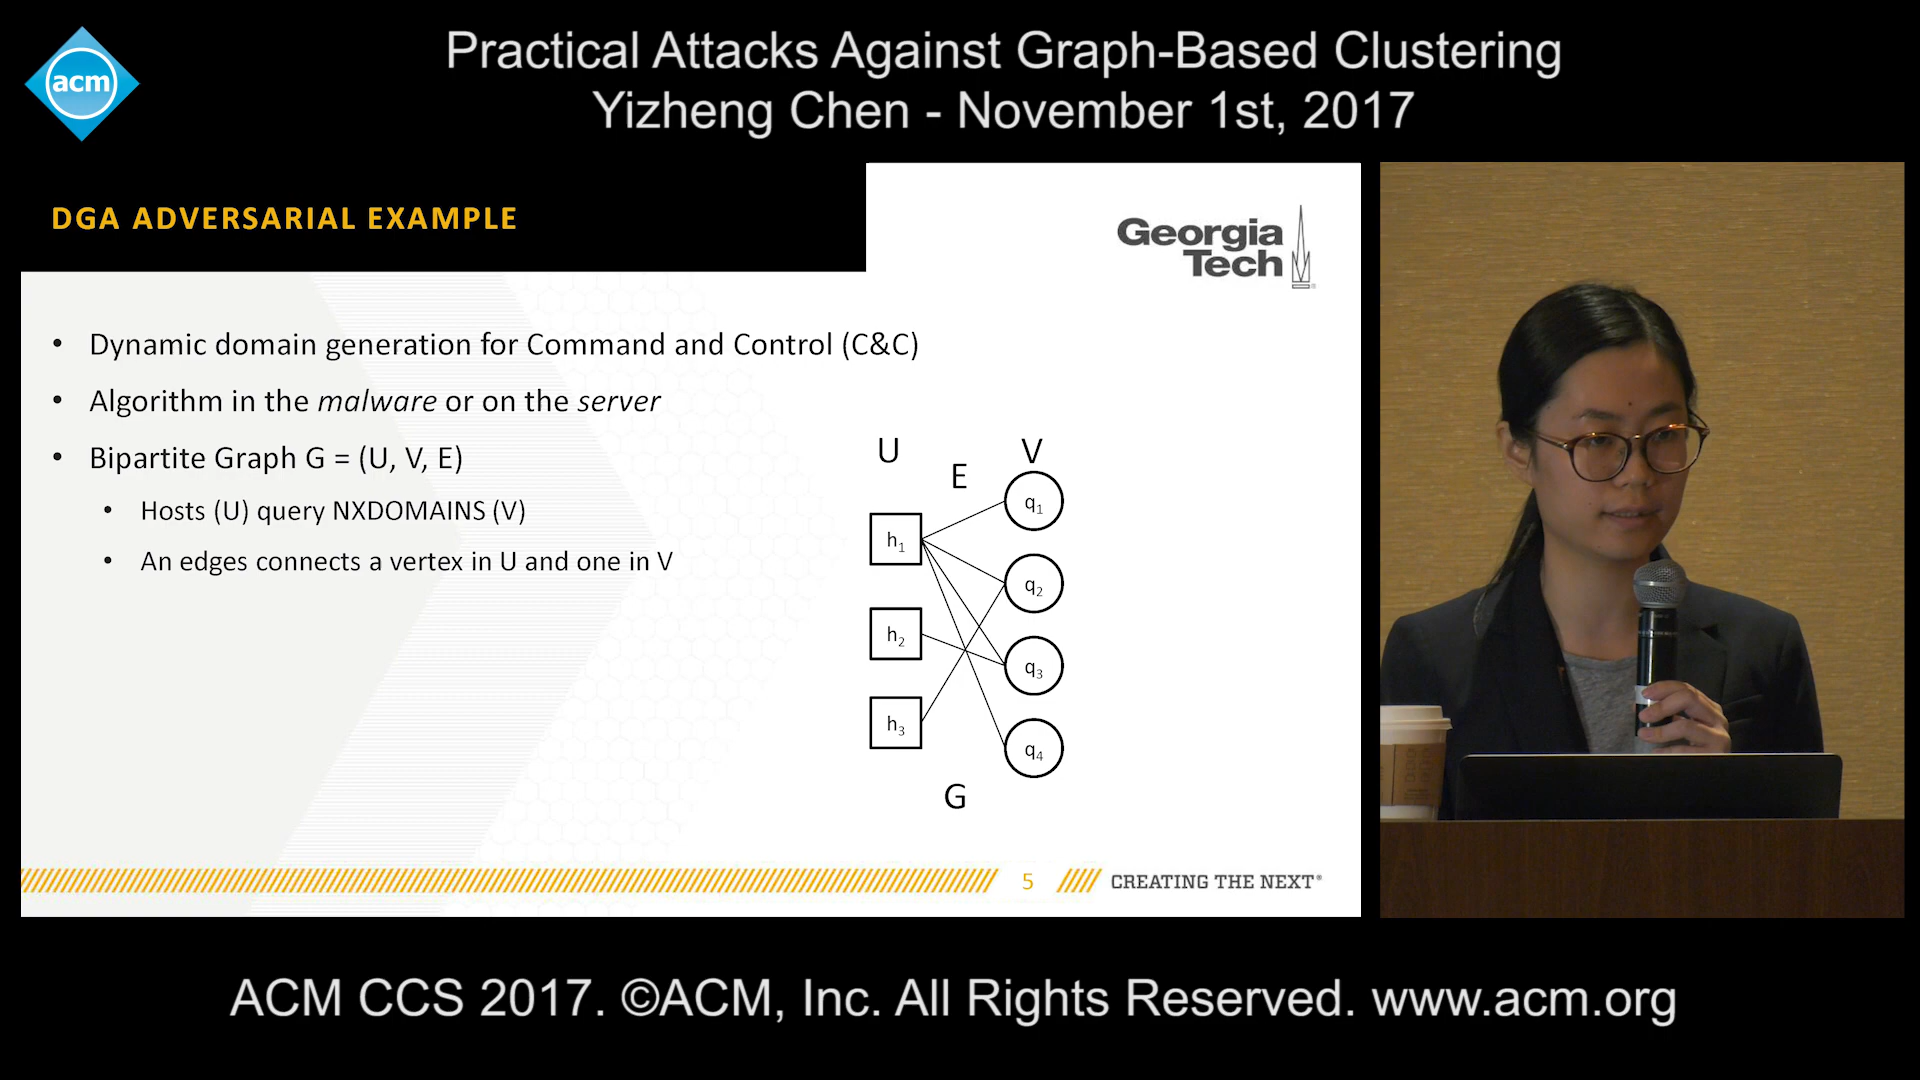 acm
Practical Attacks Against Graph-Based Clustering
Yizheng Chen - November 1st, 2017
DGA ADVERSARIAL EXAMPLE
Georgia
Tech
• Dynamic domain generation for Command and Control (C&C)
• Algorithm in the malware or on the server
• Bipartite Graph G = (U, V, E)
• Hosts (U) query NXDOMAINS (V)
• An edges connects a vertex in U and one in V
U
V
E
q1
h1
q2
h2
q3
h3
q4
G
5
CREATING THE NEXT®
ACM CCS 2017. ©ACM, Inc. All Rights Reserved. www.acm.org